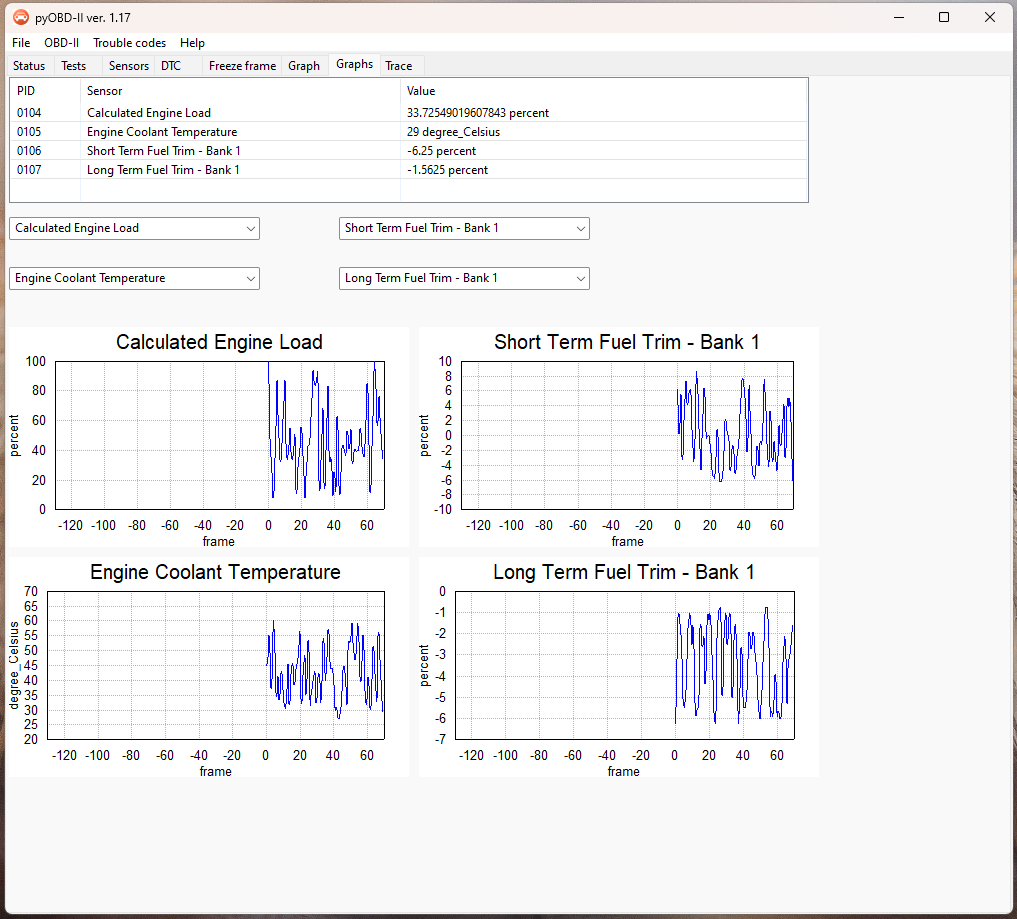 pyOBD-II ver. 1.17
File OBD-II Trouble codes Help
Status Tests Sensors DTC Freeze frame Graph Graphs Trace
PID Sensor Value
0104 Calculated Engine Load 33.72549019607843 percent
0105 Engine Coolant Temperature 29 degree_Celsius
0106 Short Term Fuel Trim - Bank 1 -6.25 percent
0107 Long Term Fuel Trim - Bank 1 -1.5625 percent
Calculated Engine Load Short Term Fuel Trim - Bank 1
Engine Coolant Temperature Long Term Fuel Trim - Bank 1
Calculated Engine Load
percent
100
80
60
40
20
0
-120 -100 -80 -60 -40 -20 0 20 40 60
frame
Short Term Fuel Trim - Bank 1
percent
10
8
6
4
2
0
-2
-4
-6
-8
-10
-120 -100 -80 -60 -40 -20 0 20 40 60
frame
Engine Coolant Temperature
degree_Celsius
70
65
60
55
50
45
40
35
30
25
20
-120 -100 -80 -60 -40 -20 0 20 40 60
frame
Long Term Fuel Trim - Bank 1
percent
0
-1
-2
-3
-4
-5
-6
-7
-120 -100 -80 -60 -40 -20 0 20 40 60
frame